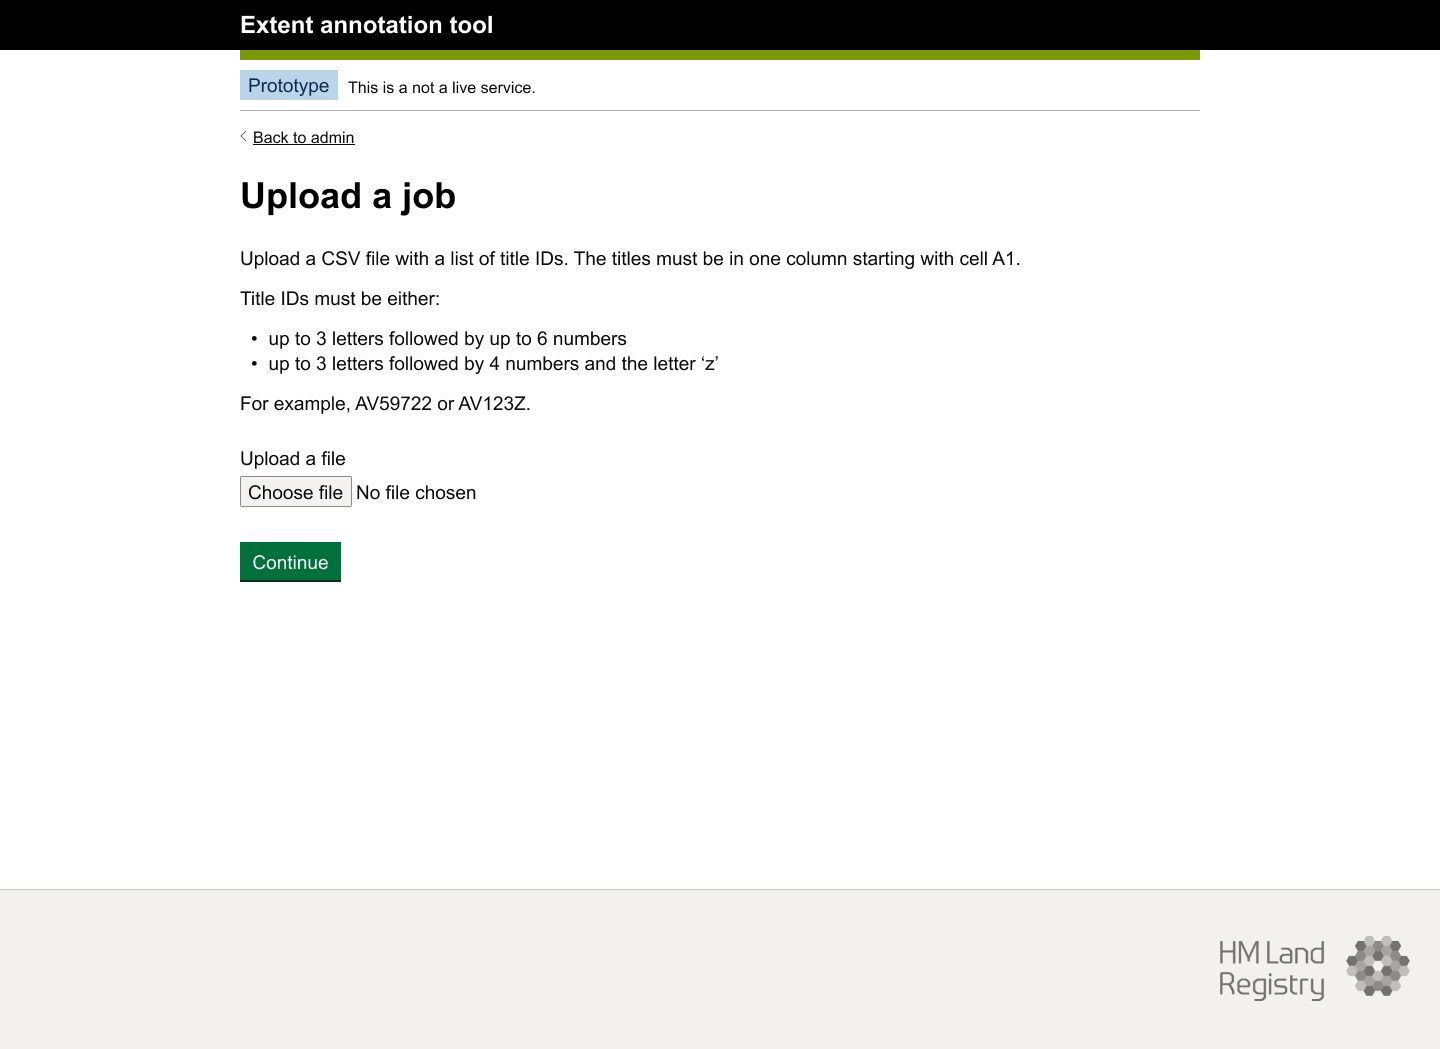 Extent annotation tool
Prototype This is a not a live service.
Back to admin
Upload a job
Upload a CSV file with a list of title IDs. The titles must be in one column starting with cell A1.
Title IDs must be either:
• up to 3 letters followed by up to 6 numbers
• up to 3 letters followed by 4 numbers and the letter ‘z’
For example, AV59722 or AV123Z.
Upload a file
Choose file No file chosen
Continue
HM Land
Registry